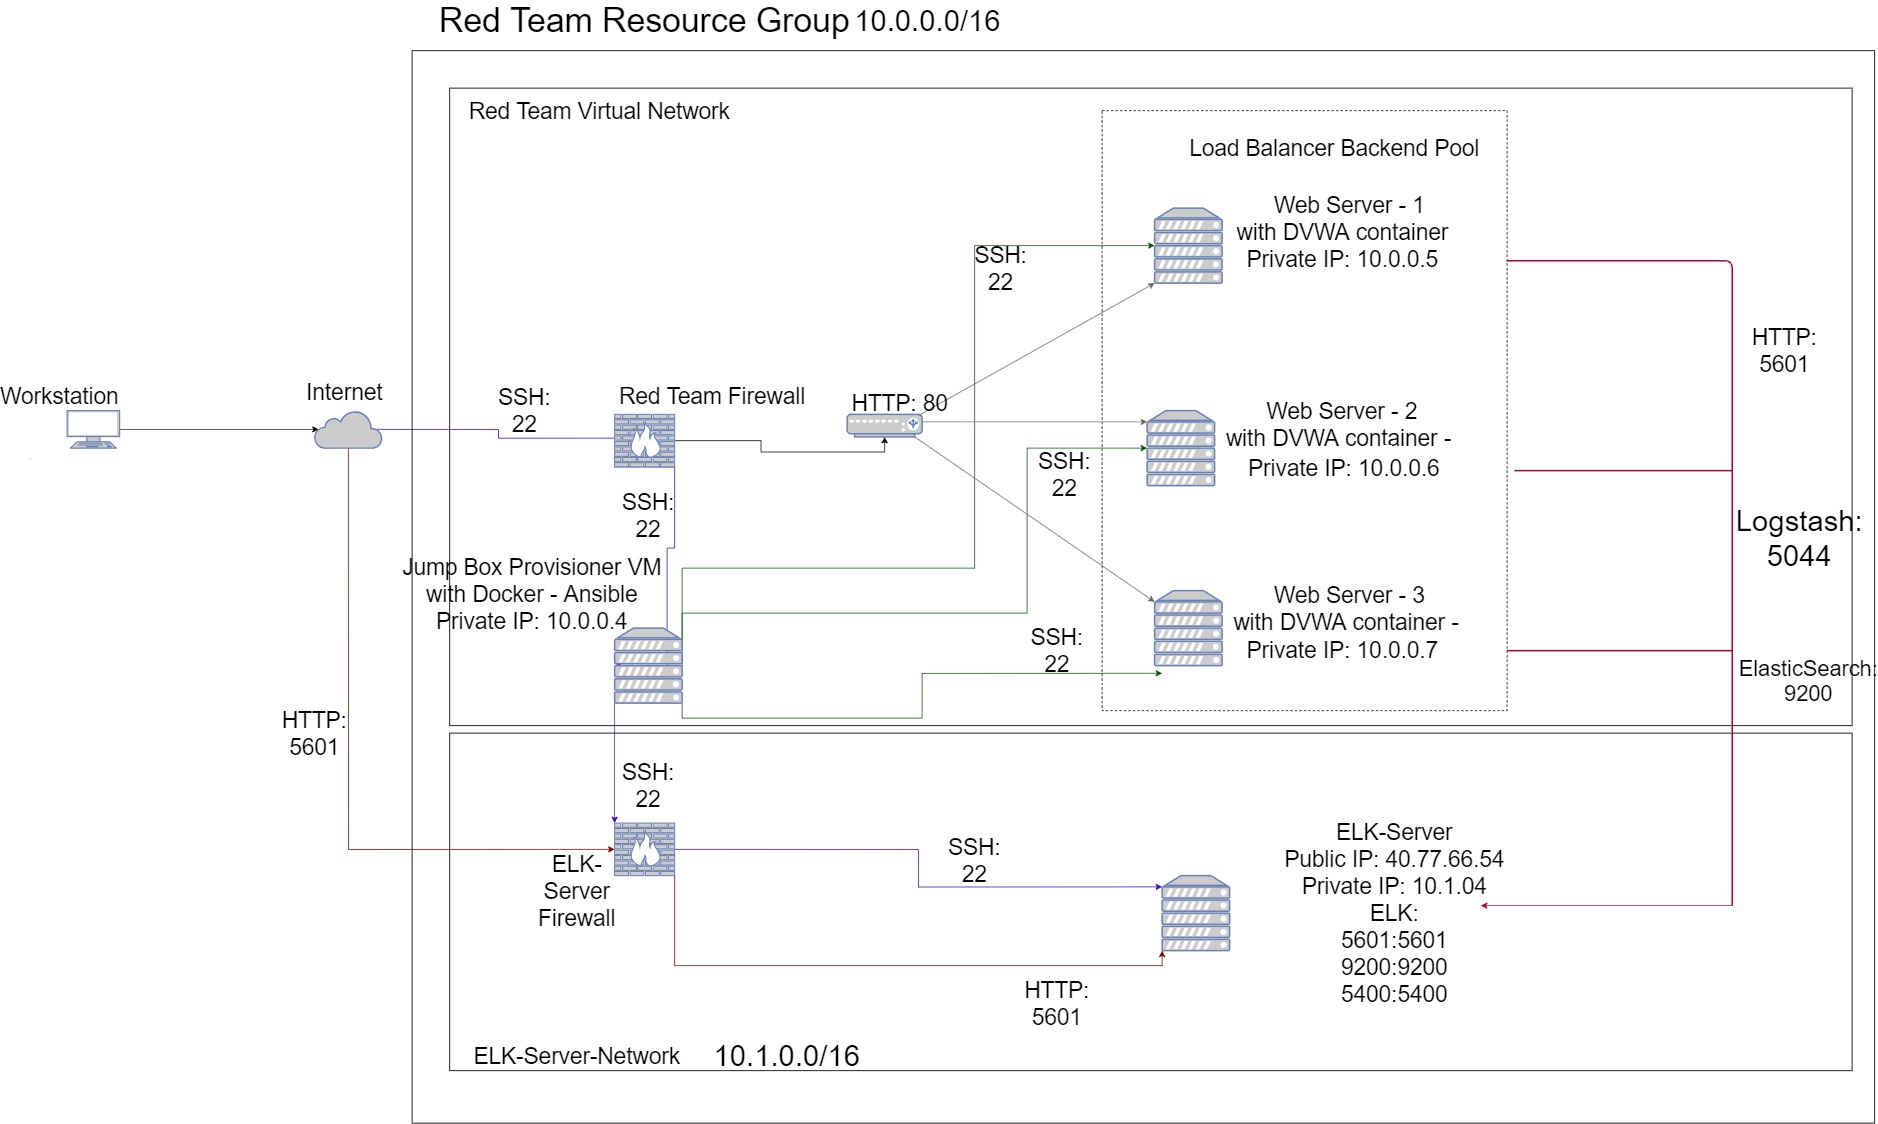 Red Team Resource Group 10.0.0.0/16
Red Team Virtual Network
Load Balancer Backend Pool
Web Server - 1
with DVWA container
Private IP: 10.0.0.5
SSH:
22
HTTP:
5601
Workstation
Internet
SSH:
22
Red Team Firewall
HTTP: 80
Web Server - 2
with DVWA container -
Private IP: 10.0.0.6
SSH:
22
SSH:
22
Logstash:
5044
Jump Box Provisioner VM
with Docker - Ansible
Private IP: 10.0.0.4
Web Server - 3
with DVWA container -
Private IP: 10.0.0.7
SSH:
22
ElasticSearch:
9200
HTTP:
5601
SSH:
22
ELK-
Server
Firewall
SSH:
22
ELK-Server
Public IP: 40.77.66.54
Private IP: 10.1.04
ELK:
5601:5601
9200:9200
5400:5400
HTTP:
5601
ELK-Server-Network 10.1.0.0/16